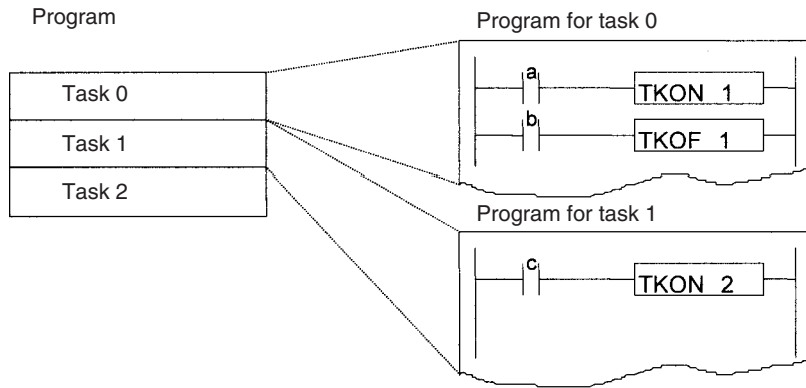 Program
Task 0
Task 1
Task 2
Program for task 0
a
TKON 1
b
TKOF 1
Program for task 1
c
TKON 2